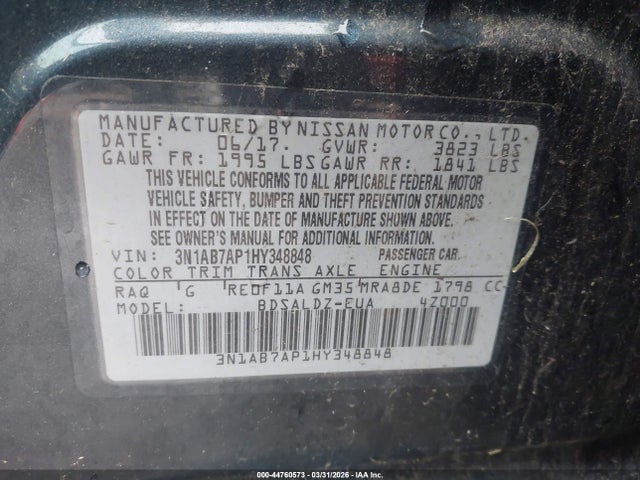 MANUFACTURED BY NISSAN MOTOR CO., LTD.
DATE: 06/17. GVWR: 3823 LBS
GAWR FR: 1995 LBS GAWR RR: 1841 LBS
THIS VEHICLE CONFORMS TO ALL APPLICABLE FEDERAL MOTOR
VEHICLE SAFETY, BUMPER AND THEFT PREVENTION STANDARDS
IN EFFECT ON THE DATE OF MANUFACTURE SHOWN ABOVE.
SEE OWNER'S MANUAL FOR ADDITIONAL INFORMATION.
VIN: 3N1AB7AP1HY348848 PASSENGER CAR.
COLOR TRIM TRANS AXLE ENGINE
RAQ G RE0F11A GM35 MRA8DE 1798 CC
MODEL: BDSALDZ-EUA 4Z000
3N1AB7AP1HY348848
000-44760573 - 03/31/2026 - IAA Inc.